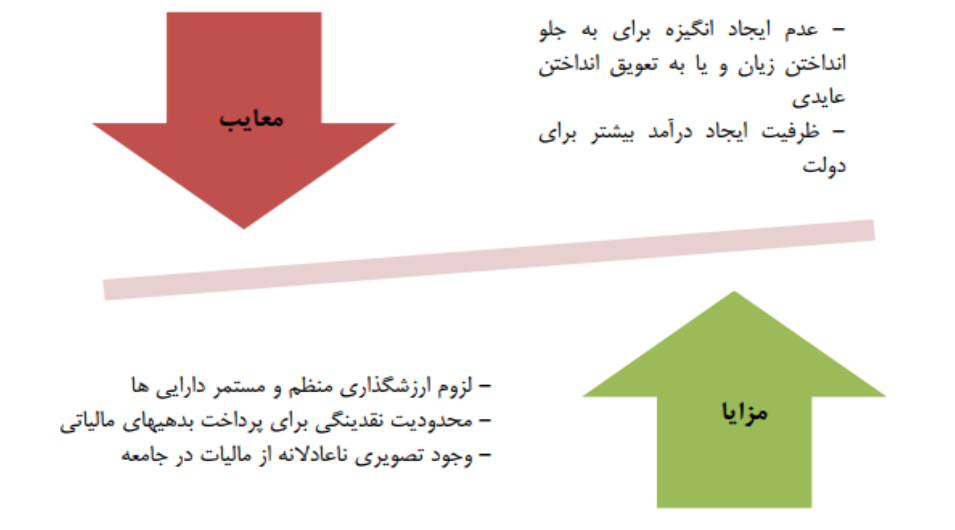 – عدم ایجاد انگیزه برای به جلو
انداختن زیان و یا به تعویق انداختن
عایدی
– ظرفیت ایجاد درآمد بیشتر برای
دولت
معایب
مزایا
– لزوم ارزشگذاری منظم و مستمر دارایی ها
– محدودیت نقدینگی برای پرداخت بدهیهای مالیاتی
– وجود تصویری ناعادلانه از مالیات در جامعه